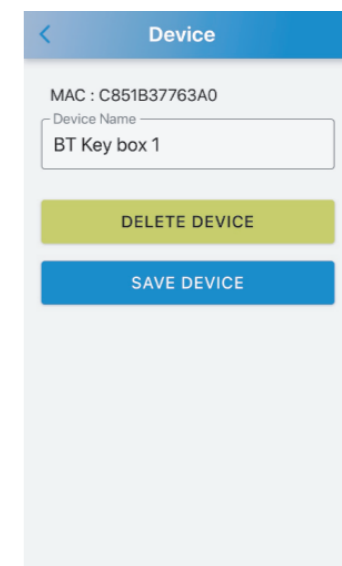 Device
MAC : C851B37763A0
Device Name
BT Key box 1
DELETE DEVICE
SAVE DEVICE